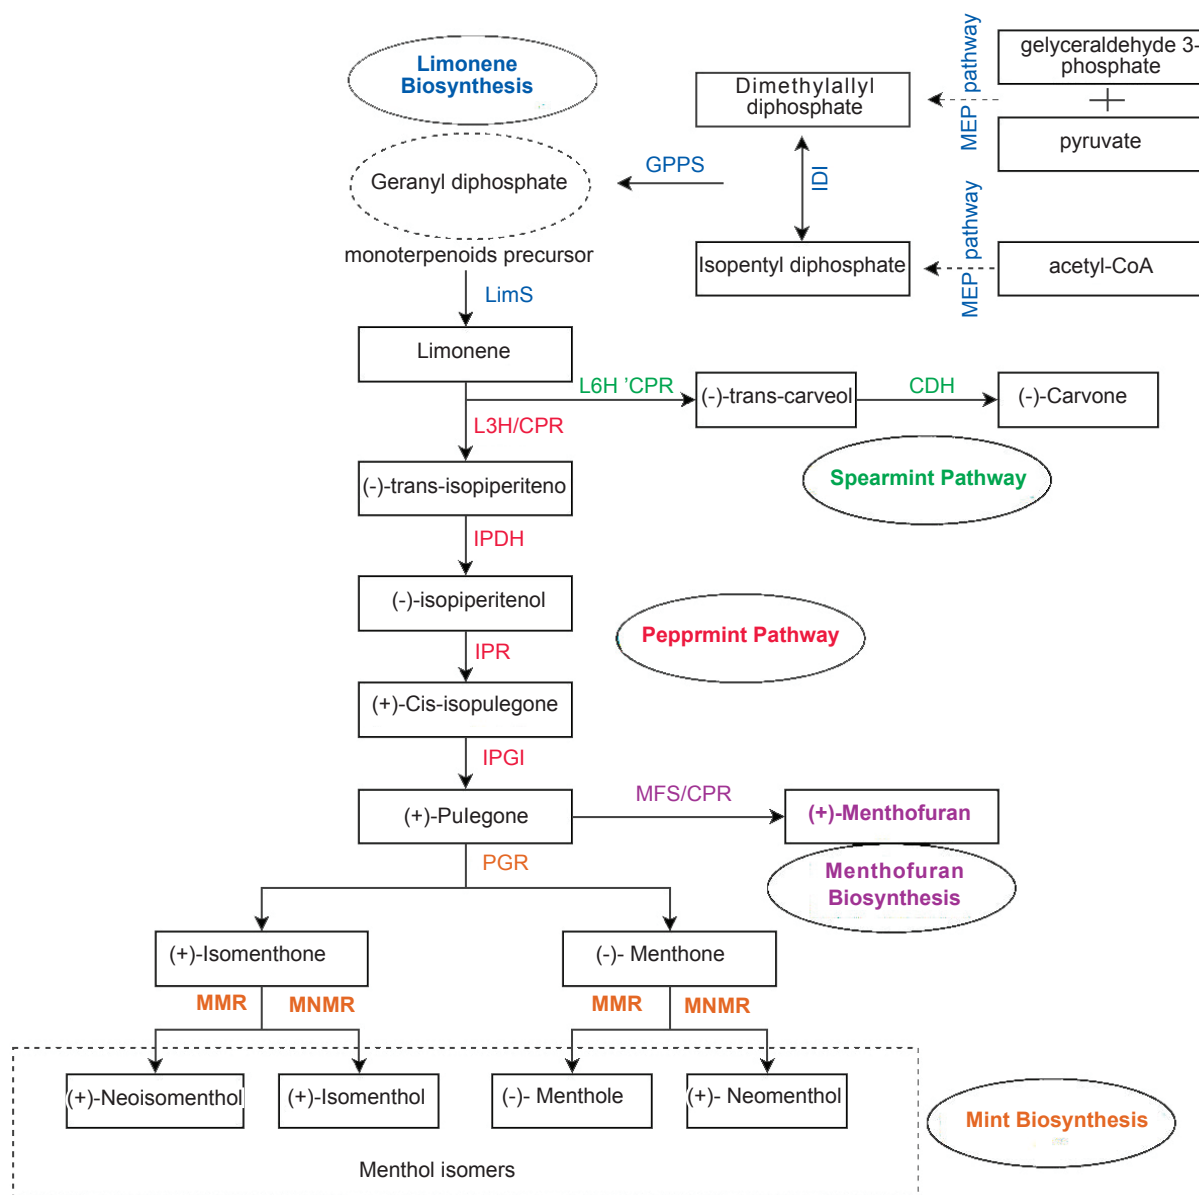 Limonene
Biosynthesis
Dimethylallyl
diphosphate
MEP pathway
gelyceraldehyde 3-
phosphate
pyruvate
Geranyl diphosphate
GPPS
IDI
monoterpenoids precursor
Isopentyl diphosphate
MEP pathway
acetyl-CoA
LimS
Limonene
L6H 'CPR
(-)-trans-carveol
CDH
(-)-Carvone
L3H/CPR
Spearmint Pathway
(-)-trans-isopiperiteno
IPDH
(-)-isopiperitenol
Pepprmint Pathway
IPR
(+)-Cis-isopulegone
IPGI
(+)-Pulegone
MFS/CPR
(+)-Menthofuran
PGR
Menthofuran
Biosynthesis
(+)-Isomenthone
(-)- Menthone
MMR MNMR
MMR MNMR
(+)-Neoisomenthol
(+)-Isomenthol
(-)- Menthole
(+)- Neomenthol
Mint Biosynthesis
Menthol isomers